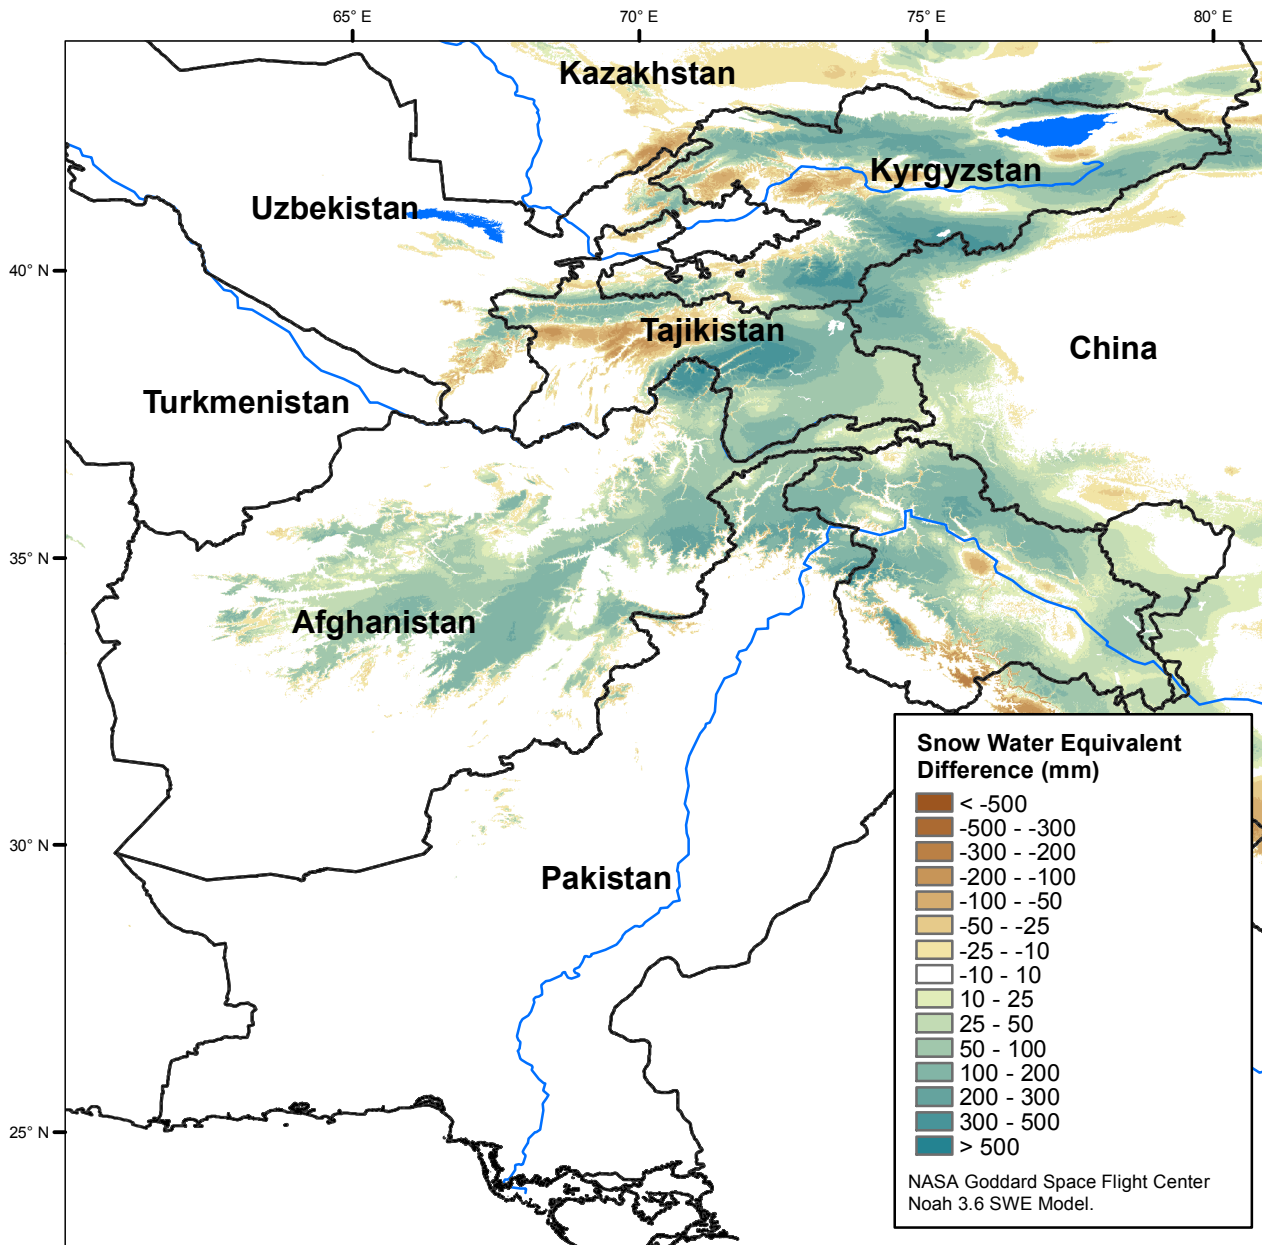 65° E
70° E
75° E
80° E
Kazakhstan
Kyrgyzstan
Uzbekistan
40° N
Tajikistan
China
Turkmenistan
35° N
Afghanistan
30° N
Pakistan
25° N
Snow Water Equivalent
Difference (mm)
< -500
-500 - -300
-300 - -200
-200 - -100
-100 - -50
-50 - -25
-25 - -10
-10 - 10
10 - 25
25 - 50
50 - 100
100 - 200
200 - 300
300 - 500
> 500
NASA Goddard Space Flight Center
Noah 3.6 SWE Model.